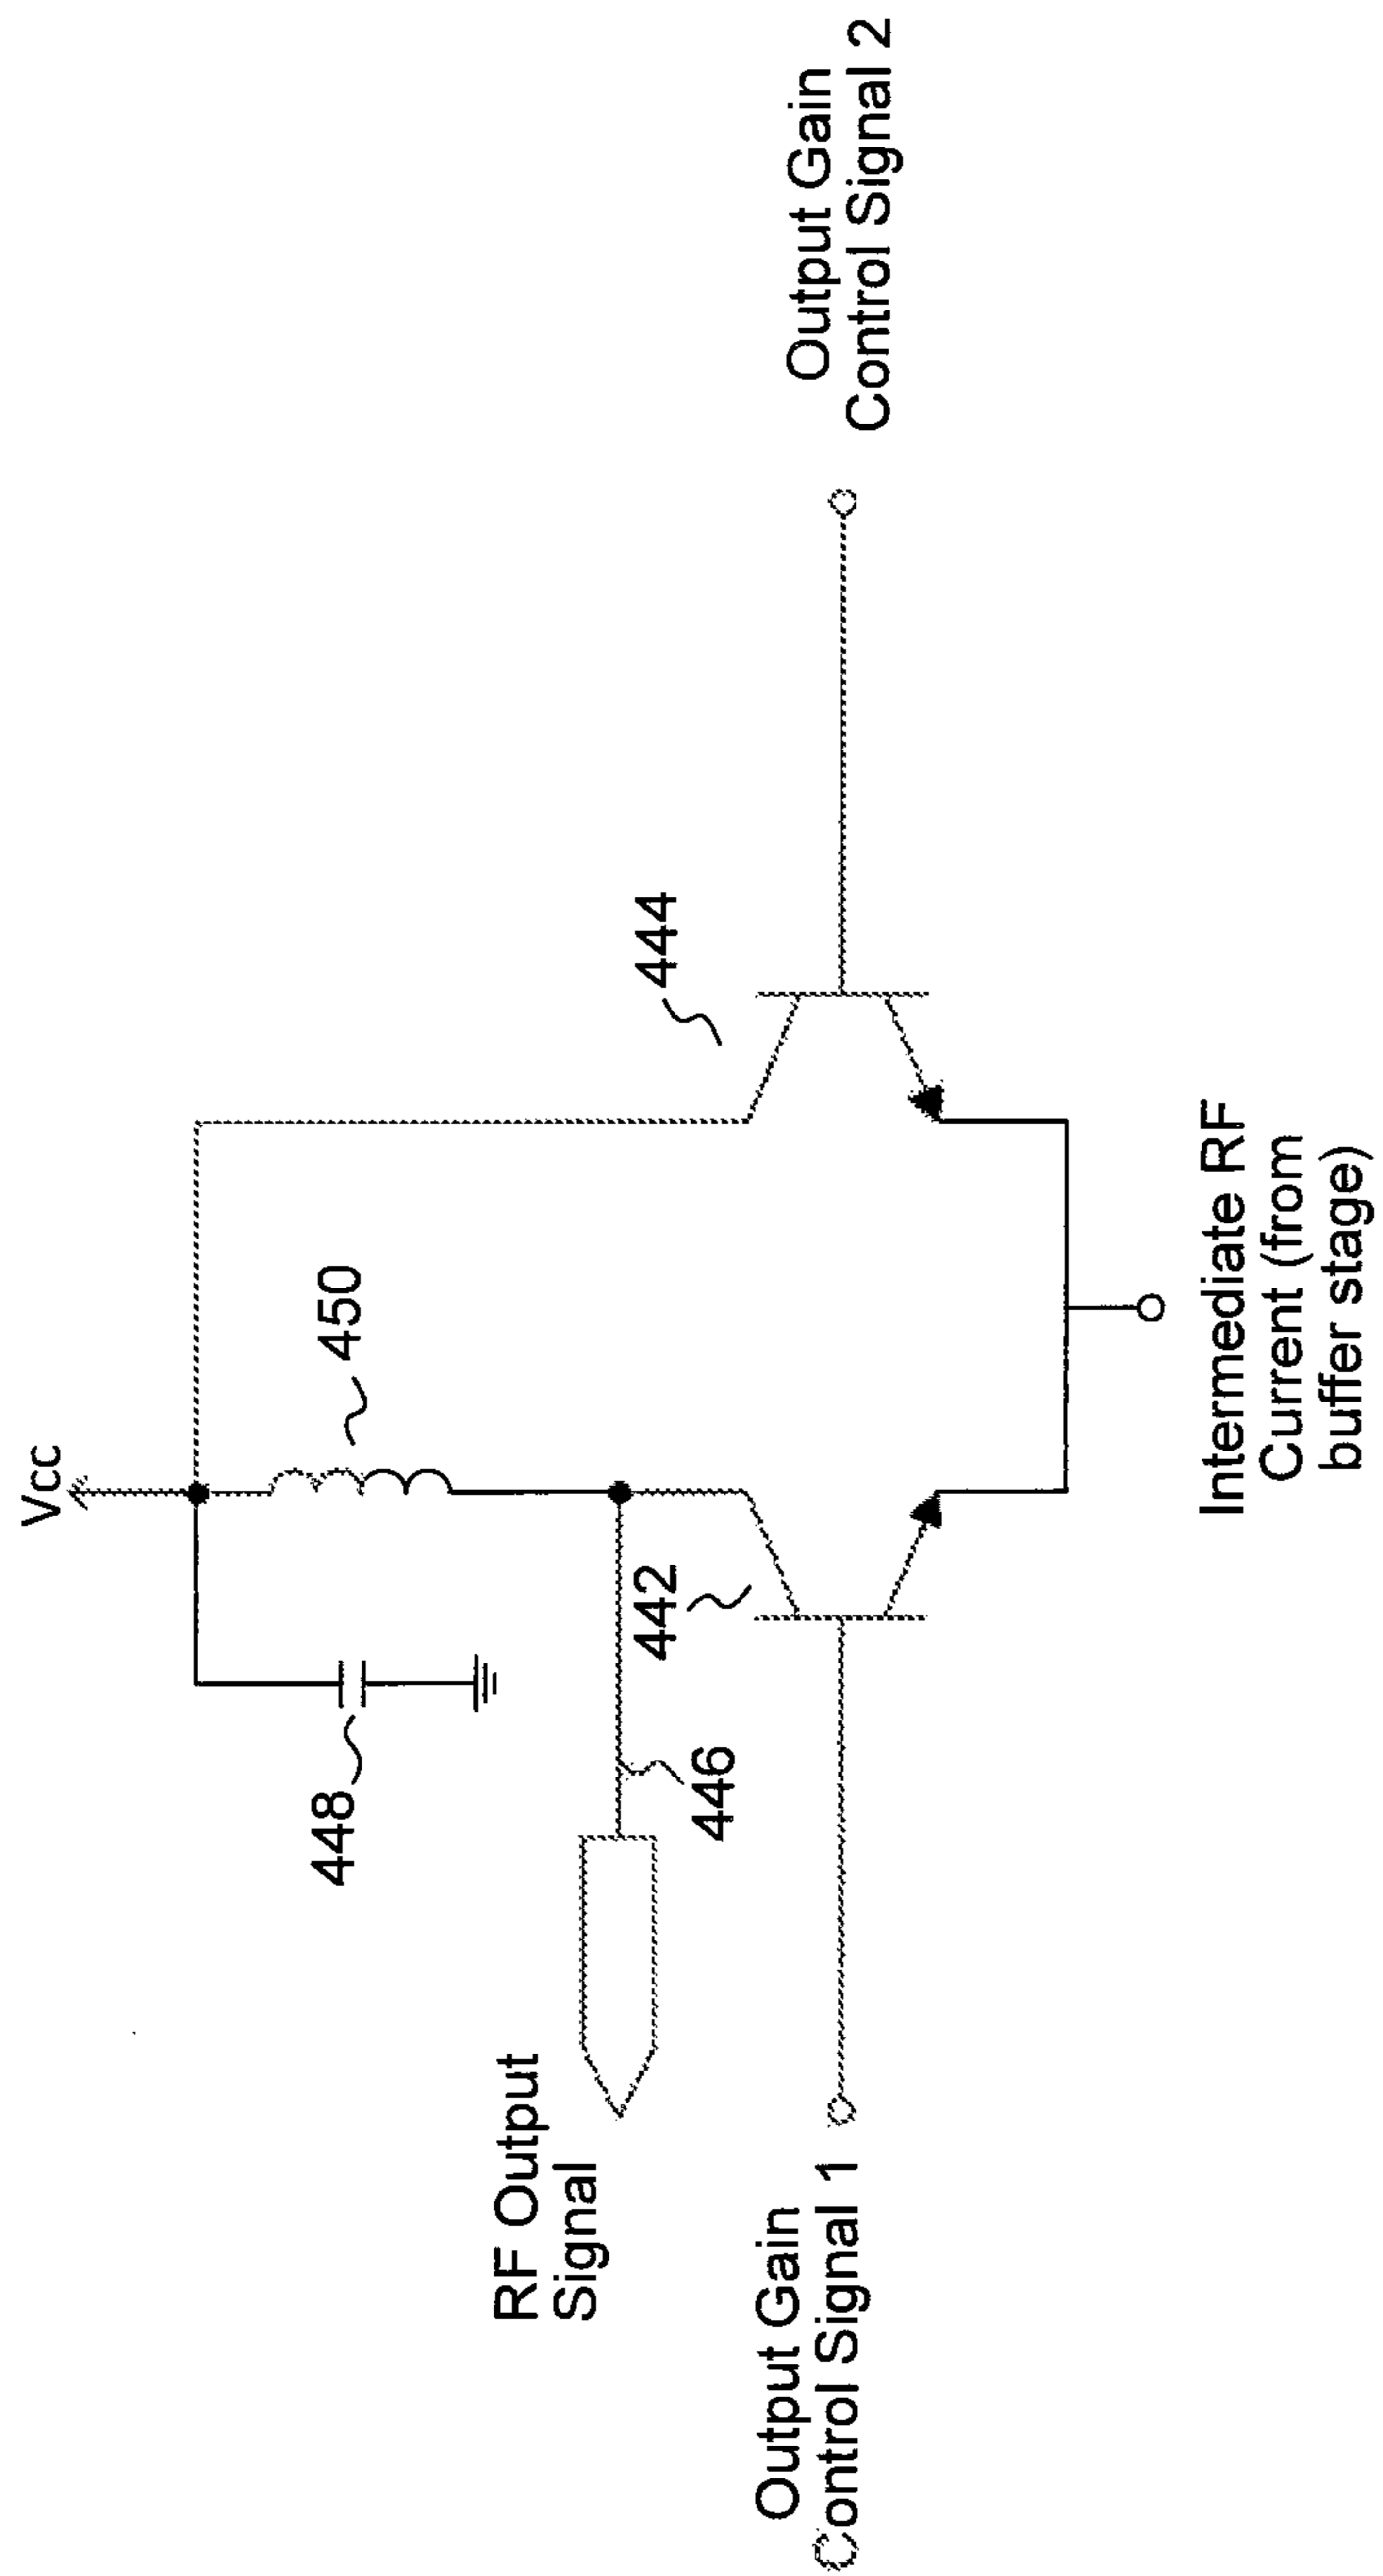 Vcc
448
450
RF Output
Signal
446
442
444
Output Gain
Control Signal 1
Output Gain
Control Signal 2
Intermediate RF
Current (from
buffer stage)